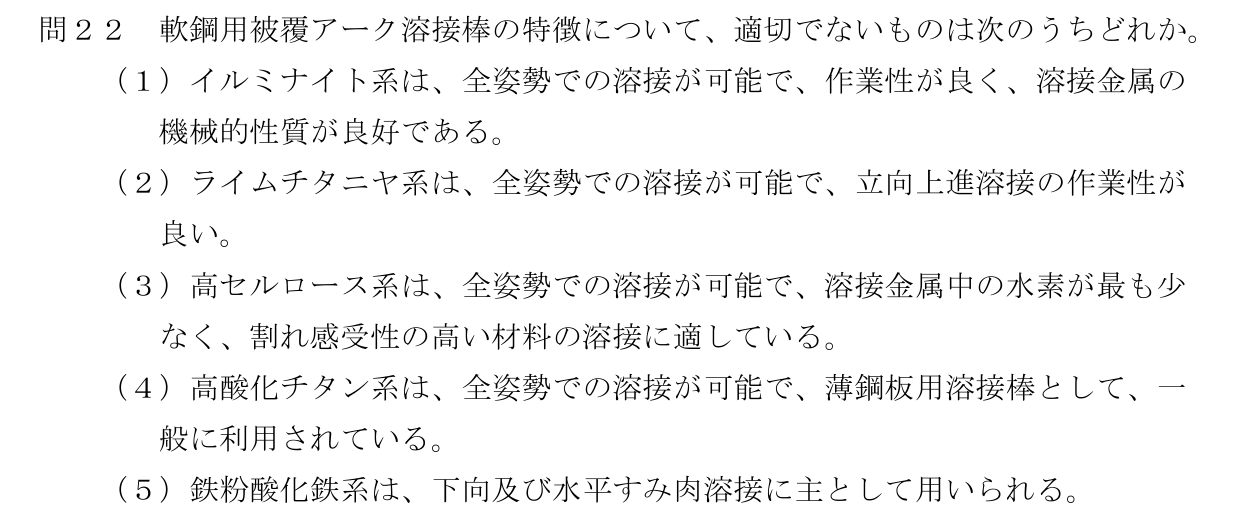 問２２　軟鋼用被覆アーク溶接棒の特徴について、適切でないものは次のうちどれか。
（１）イルミナイト系は、全姿勢での溶接が可能で、作業性が良く、溶接金属の
機械的性質が良好である。
（２）ライムチタニヤ系は、全姿勢での溶接が可能で、立向上進溶接の作業性が
良い。
（３）高セルロース系は、全姿勢での溶接が可能で、溶接金属中の水素が最も少
なく、割れ感受性の高い材料の溶接に適している。
（４）高酸化チタン系は、全姿勢での溶接が可能で、薄鋼板用溶接棒として、一
般に利用されている。
（５）鉄粉酸化鉄系は、下向及び水平すみ肉溶接に主として用いられる。